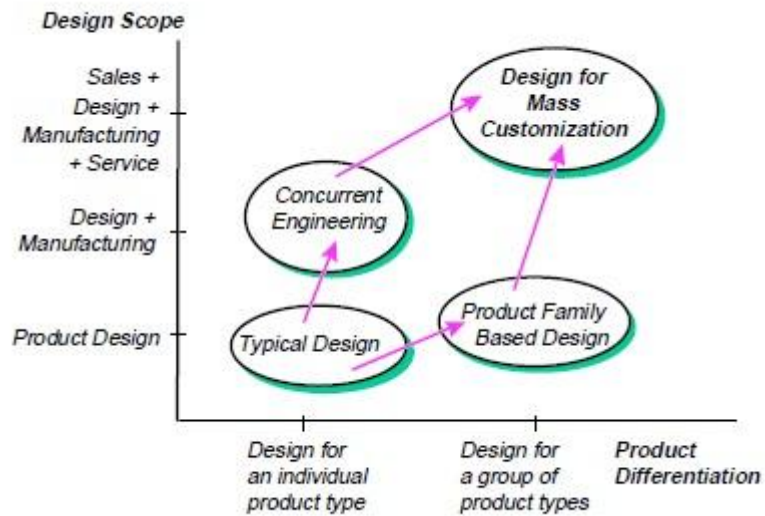 Design Scope
Sales +
Design +
Manufacturing
+ Service
Design +
Manufacturing
Product Design
Design for
Mass
Customization
Concurrent
Engineering
Typical Design
Product Family
Based Design
Design for
an individual
product type
Design for
a group of
product types
Product
Differentiation